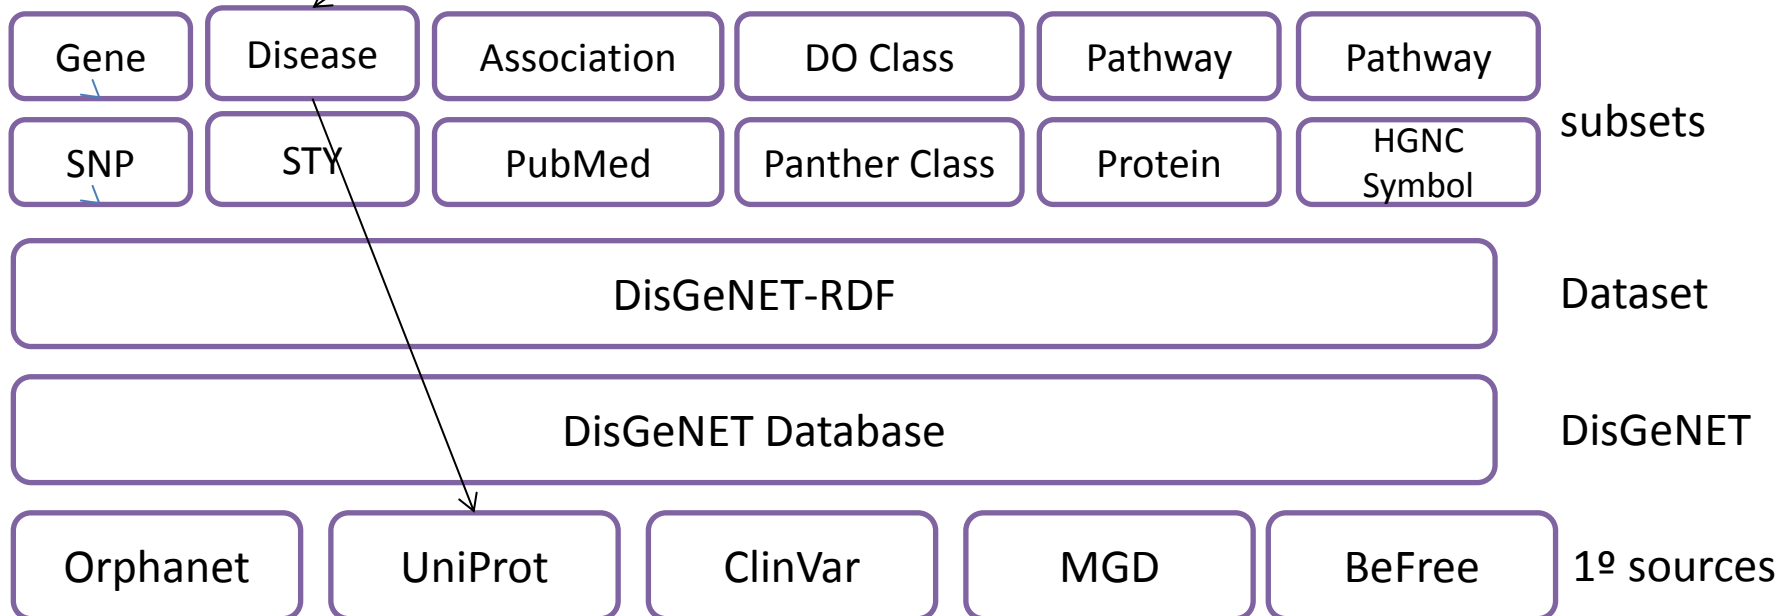 Gene
Disease
Association
DO Class
Pathway
Pathway
subsets
SNP
STY
PubMed
Panther Class
Protein
HGNC
Symbol
DisGeNET-RDF
Dataset
DisGeNET Database
DisGeNET
Orphanet
UniProt
ClinVar
MGD
BeFree
1º sources